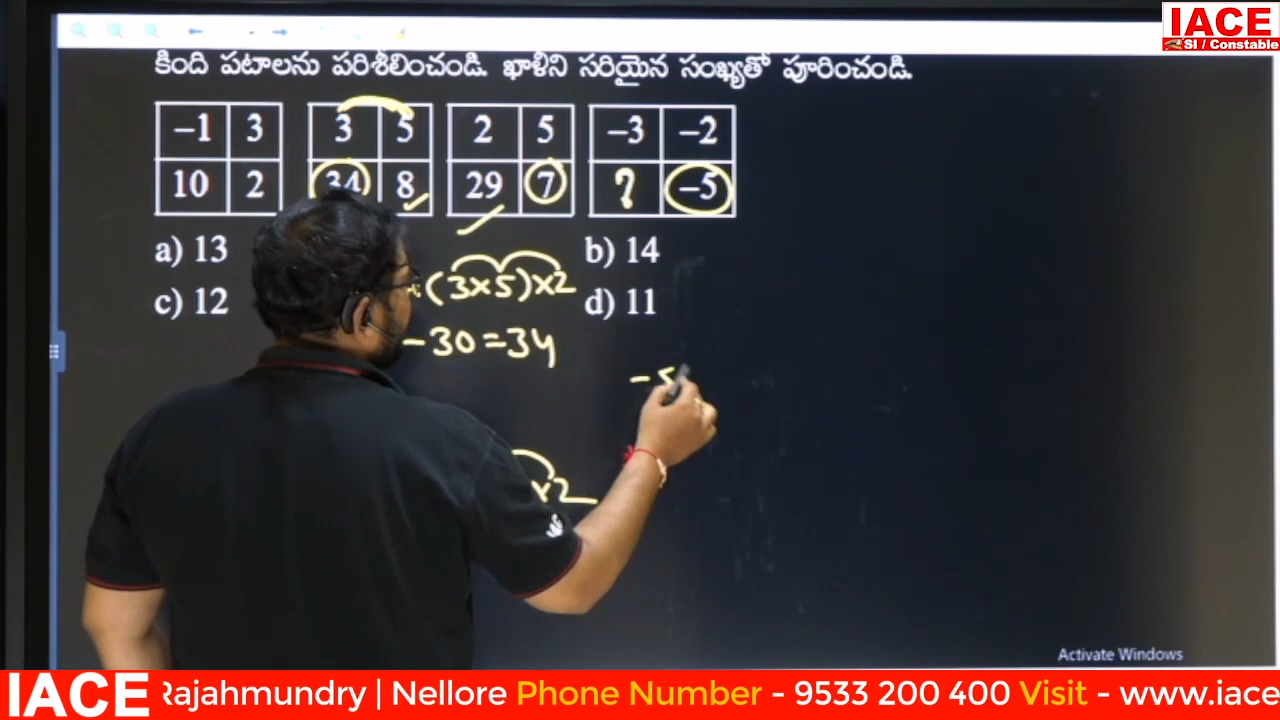 IACE
SI / Constable
కింది పటాలను పరిశీలించండి. ఖాళీని సరియైన సంఖ్యతో పూరించండి.
–1 3 3 5 2 5 –3 –2
10 2 34 8 29 7 ? –5
a) 13 b) 14
(3×5)×2
c) 12 d) 11
-30=34
-5
×2
Activate Windows
IACE Rajahmundry | Nellore Phone Number - 9533 200 400 Visit - www.iace